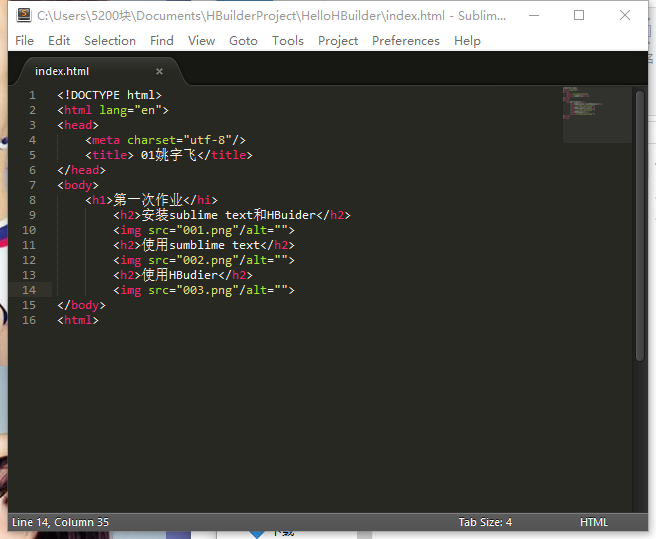 C:\Users\5200块\Documents\HBuilderProject\HelloHBuilder\index.html - Sublim...
File Edit Selection Find View Goto Tools Project Preferences Help
index.html ×
1 <!DOCTYPE html>
2 <html lang="en">
3 <head>
4 <meta charset="utf-8"/>
5 <title> 01姚宇飞</title>
6 </head>
7 <body>
8 <h1>第一次作业</hi>
9 <h2>安装sublime text和HBuider</h2>
10 <img src="001.png"/alt="">
11 <h2>使用sumblime text</h2>
12 <img src="002.png"/alt="">
13 <h2>使用HBudier</h2>
14 <img src="003.png"/alt="">
15 </body>
16 <html>
Line 14, Column 35 Tab Size: 4 HTML
下载